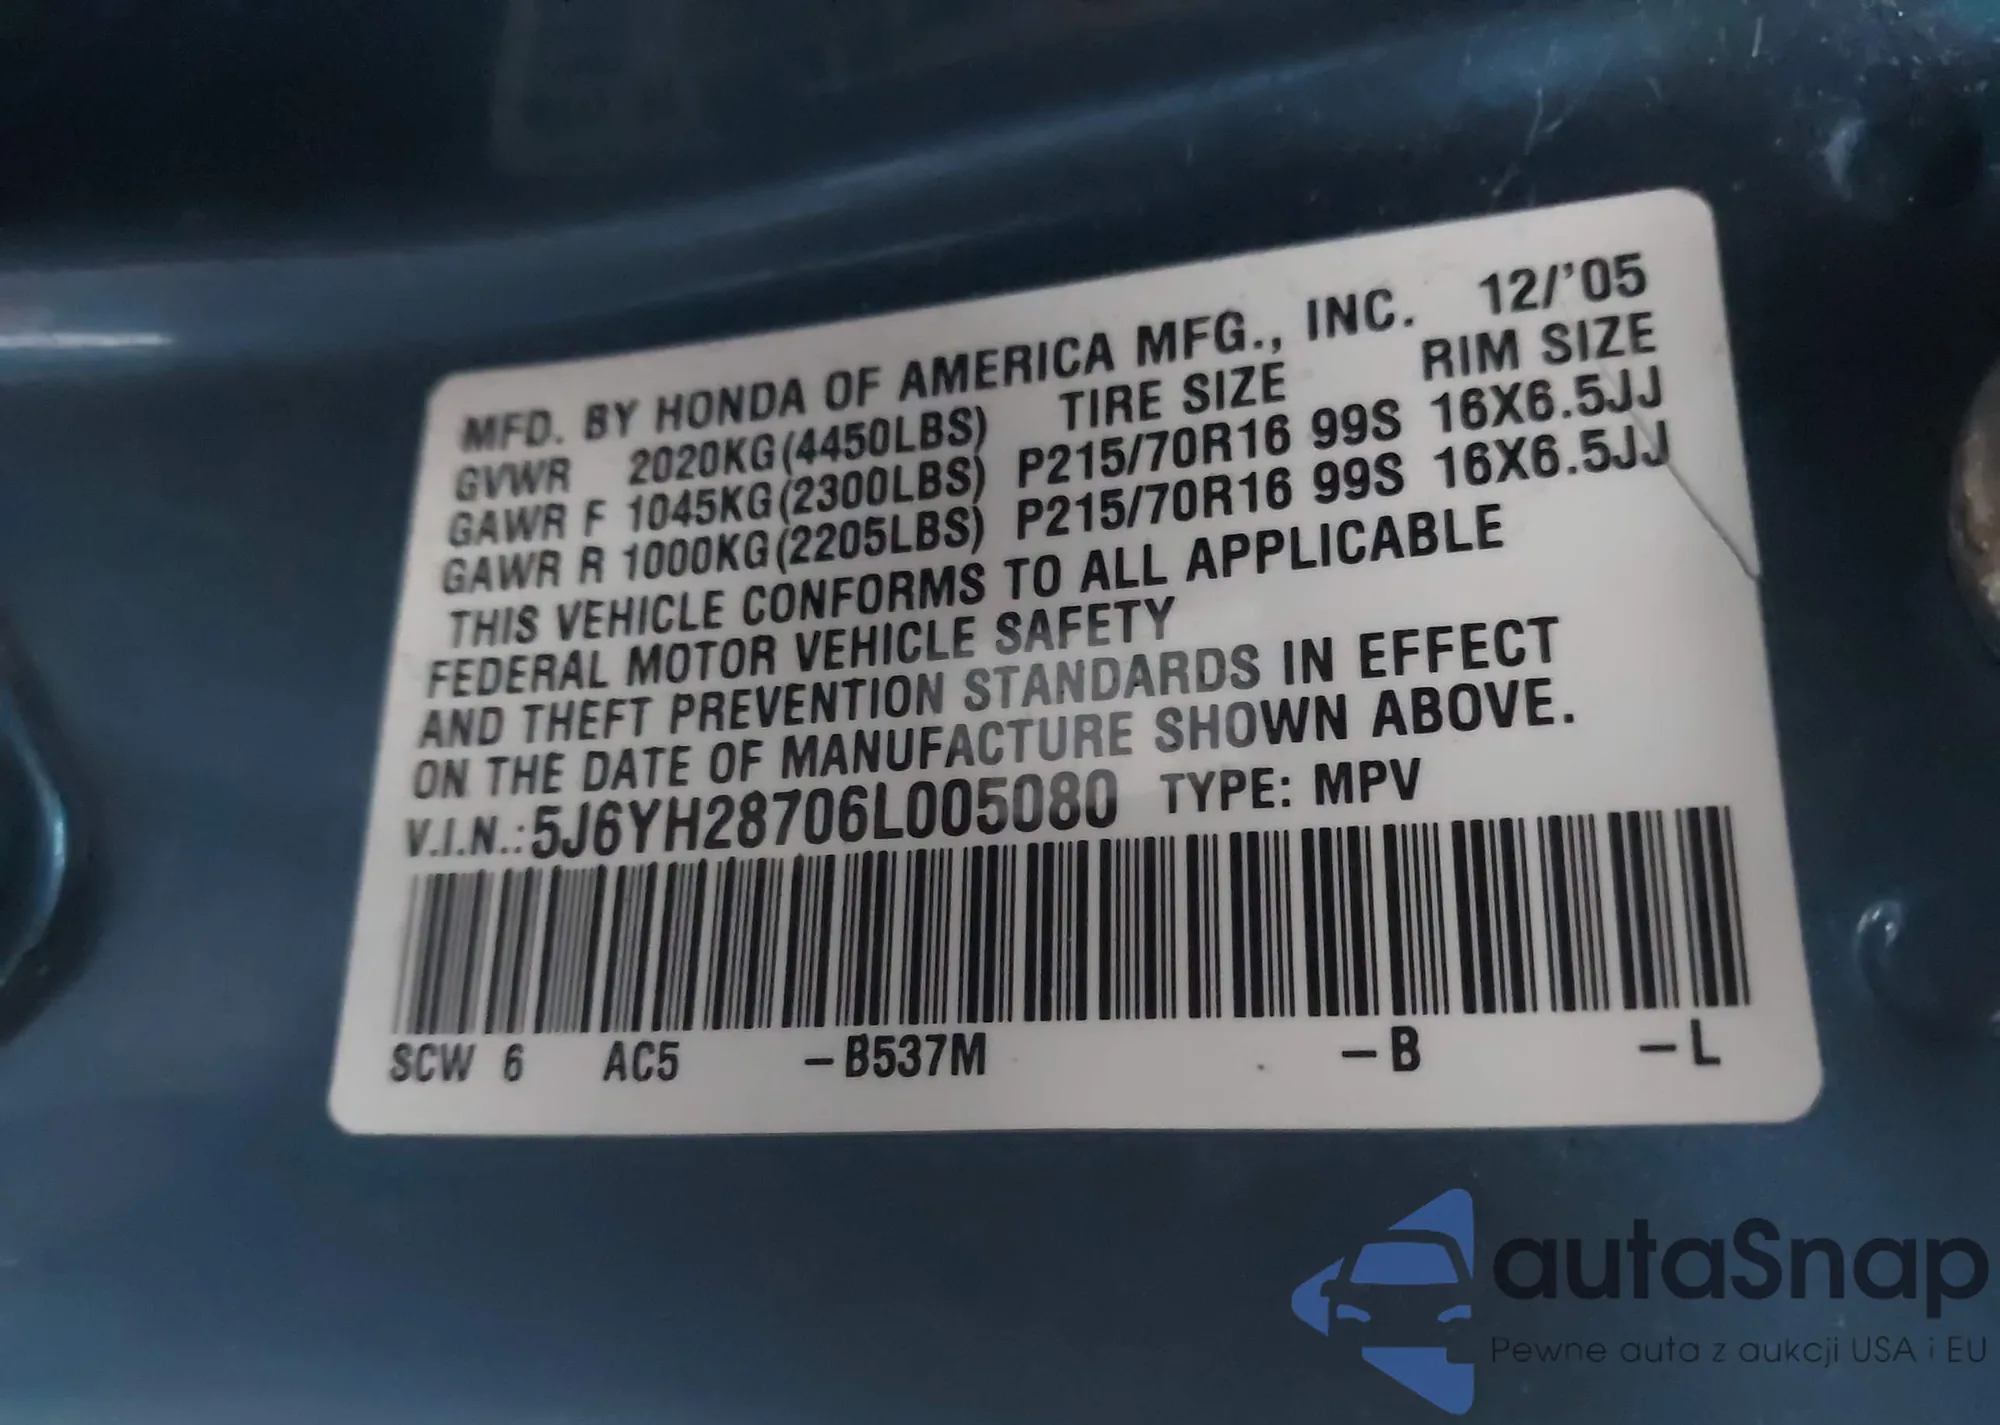 MFD. BY HONDA OF AMERICA MFG., INC. 12/'05
GVWR 2020KG(4450LBS) TIRE SIZE RIM SIZE
GAWR F 1045KG(2300LBS) P215/70R16 99S 16X6.5JJ
GAWR R 1000KG(2205LBS) P215/70R16 99S 16X6.5JJ
THIS VEHICLE CONFORMS TO ALL APPLICABLE
FEDERAL MOTOR VEHICLE SAFETY
AND THEFT PREVENTION STANDARDS IN EFFECT
ON THE DATE OF MANUFACTURE SHOWN ABOVE.
V.I.N.:5J6YH28706L005080 TYPE: MPV
SCW 6 AC5 –B537M –B –L
autaSnap
Pewne auta z aukcji USA i EU